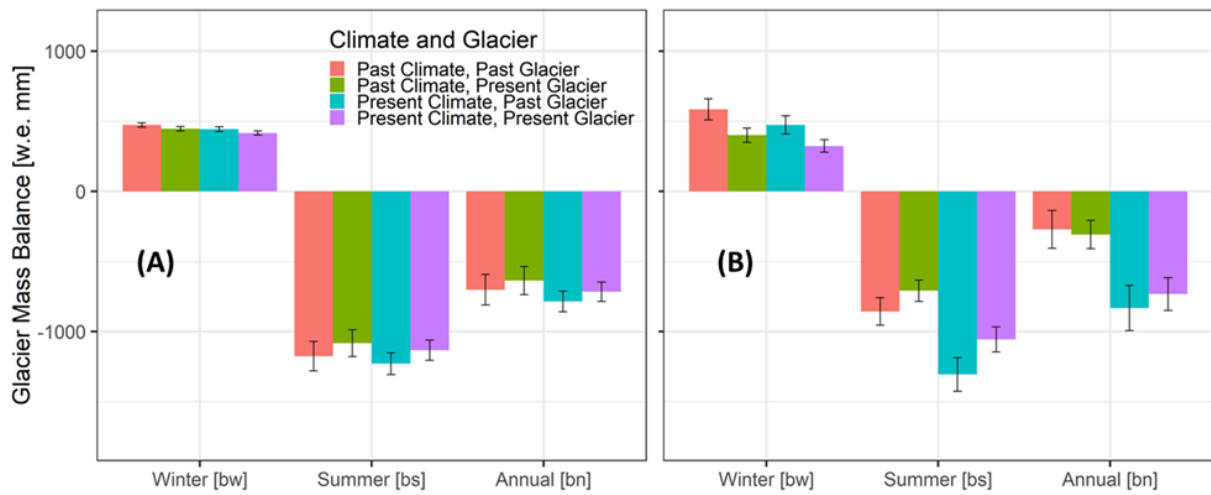 Glacier Mass Balance [w.e. mm]
1000
0
-1000
Climate and Glacier
Past Climate, Past Glacier
Past Climate, Present Glacier
Present Climate, Past Glacier
Present Climate, Present Glacier
(A)
(B)
Winter [bw]
Summer [bs]
Annual [bn]
Winter [bw]
Summer [bs]
Annual [bn]